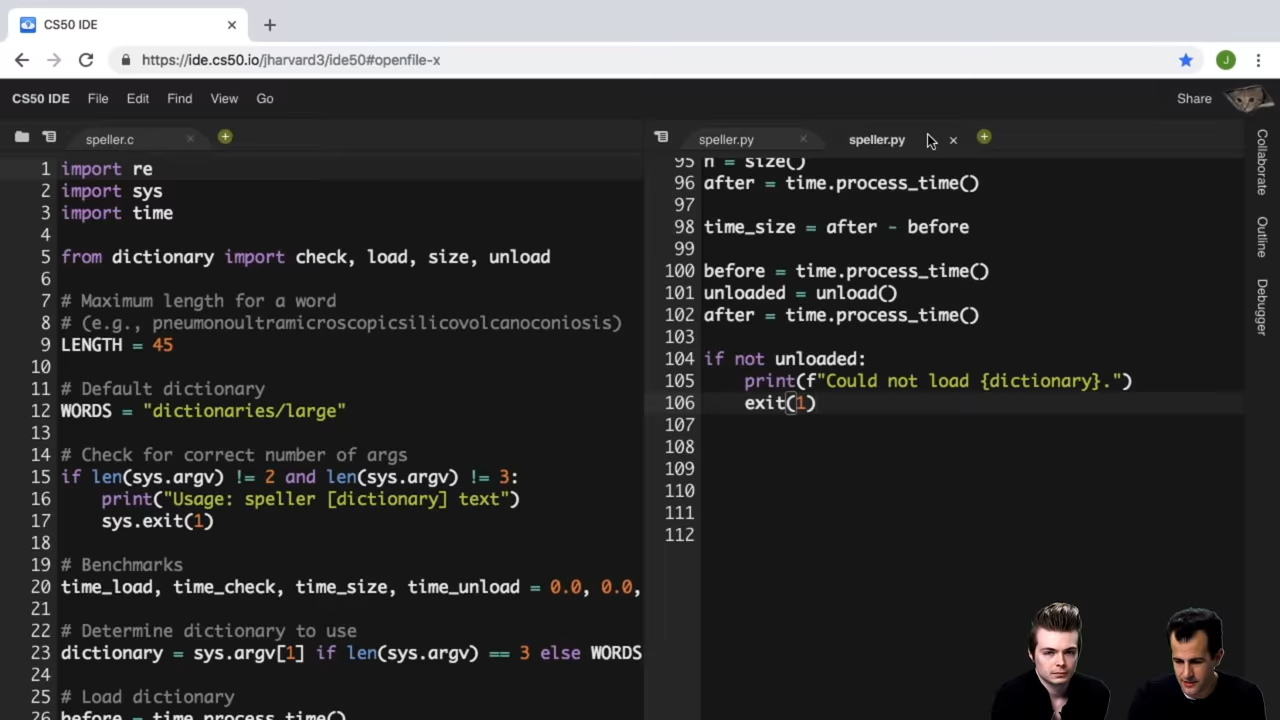 CS50 IDE
https://ide.cs50.io/jharvard3/ide50#openfile-x
J
CS50 IDE File Edit Find View Go Share
speller.c
1 import re
2 import sys
3 import time
4
5 from dictionary import check, load, size, unload
6
7 # Maximum length for a word
8 # (e.g., pneumonoultramicroscopicsilicovolcanoconiosis)
9 LENGTH = 45
10
11 # Default dictionary
12 WORDS = "dictionaries/large"
13
14 # Check for correct number of args
15 if len(sys.argv) != 2 and len(sys.argv) != 3:
16 print("Usage: speller [dictionary] text")
17 sys.exit(1)
18
19 # Benchmarks
20 time_load, time_check, time_size, time_unload = 0.0, 0.0,
21
22 # Determine dictionary to use
23 dictionary = sys.argv[1] if len(sys.argv) == 3 else WORDS
24
25 # Load dictionary
26 before = time.process_time()
speller.py speller.py
95 n = size()
96 after = time.process_time()
97
98 time_size = after - before
99
100 before = time.process_time()
101 unloaded = unload()
102 after = time.process_time()
103
104 if not unloaded:
105 print(f"Could not load {dictionary}.")
106 exit(1)
107
108
109
110
111
112
Collaborate
Outline
Debugger